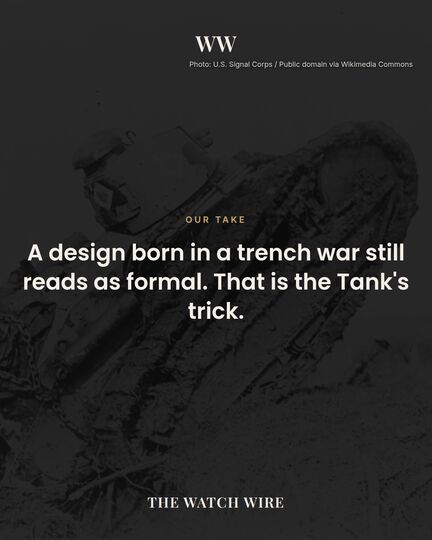 WW
Photo: U.S. Signal Corps / Public domain via Wikimedia Commons
OUR TAKE
A design born in a trench war still
reads as formal. That is the Tank's
trick.
THE WATCH WIRE